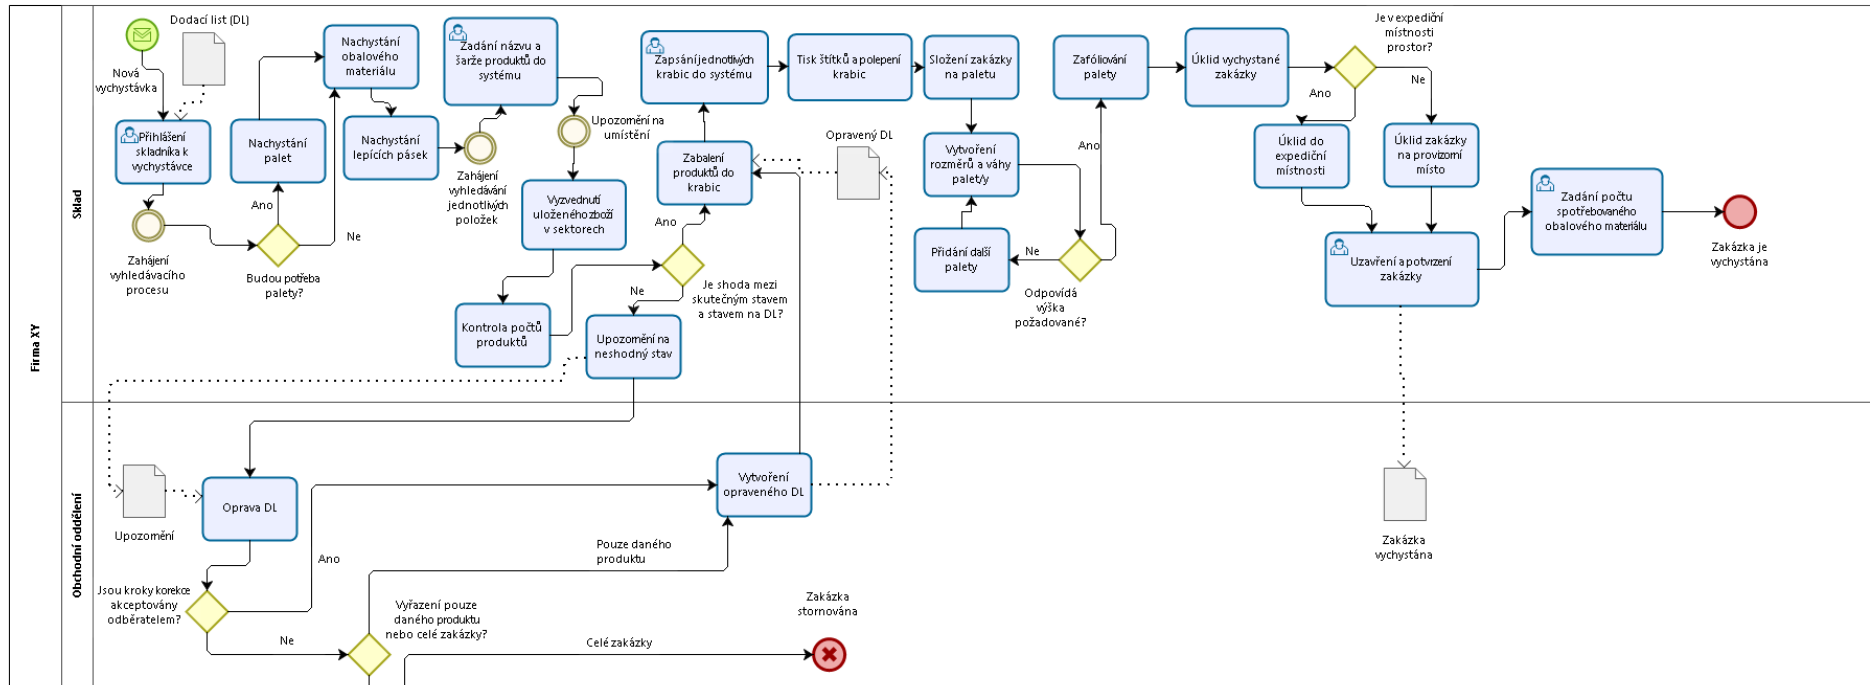 Firma XY
Sklad
Obchodní oddělení
Dodací list (DL)
Nová
vychystávka
Přihlášení
skladníka k
vychystávce
Zahájení
vyhledávacího
procesu
Budou potřeba
palety?
Ano
Ne
Nachystání
palet
Nachystání
obalového
materiálu
Nachystání
lepících pásek
Zahájení
vyhledávání
jednotlivých
položek
Zadání názvu a
šarže produktů do
systému
Upozornění na
umístění
Vyzvednutí
uloženého zboží
v sektorech
Kontrola počtů
produktů
Je shoda mezi
skutečným stavem
a stavem na DL?
Ano
Ne
Upozornění na
neshodný stav
Zabalení
produktů do
krabic
Zapsání jednotlivých
krabic do systému
Tisk štítků a polepení
krabic
Složení zakázky
na paletu
Opravený DL
Vytvoření
rozměrů a váhy
palet/y
Přidání další
palety
Ne
Odpovídá
výška
požadované?
Ano
Zafóliování
palety
Úklid vychystané
zakázky
Je v expediční
místnosti
prostor?
Ano
Ne
Úklid do
expediční
místnosti
Úklid zakázky
na provizorní
místo
Uzavření a potvrzení
zakázky
Zadání počtu
spotřebovaného
obalového materiálu
Zakázka je
vychystána
Upozornění
Oprava DL
Jsou kroky korekce
akceptovány
odběratelem?
Ano
Ne
Vyřazení pouze
daného produktu
nebo celé zakázky?
Pouze daného
produktu
Celé zakázky
Vytvoření
opraveného DL
Zakázka
stornována
Zakázka
vychystána